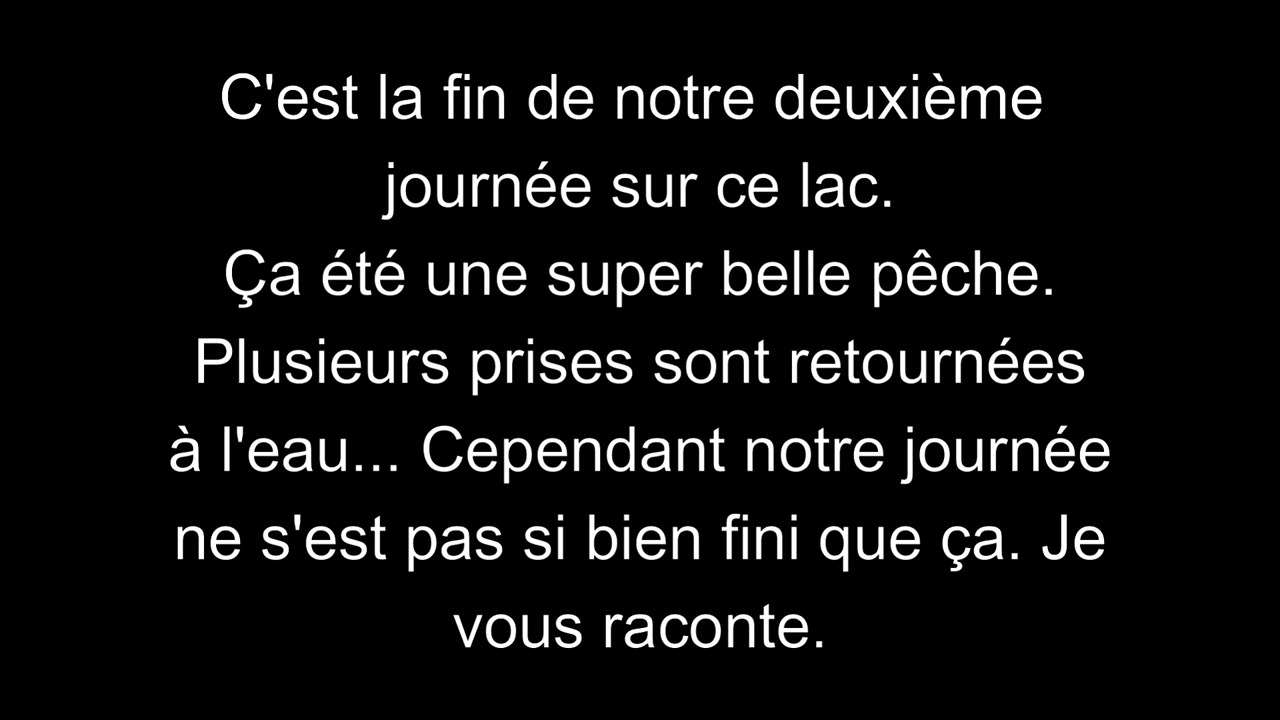 C'est la fin de notre deuxième
journée sur ce lac.
Ça été une super belle pêche.
Plusieurs prises sont retournées
à l'eau... Cependant notre journée
ne s'est pas si bien fini que ça. Je
vous raconte.